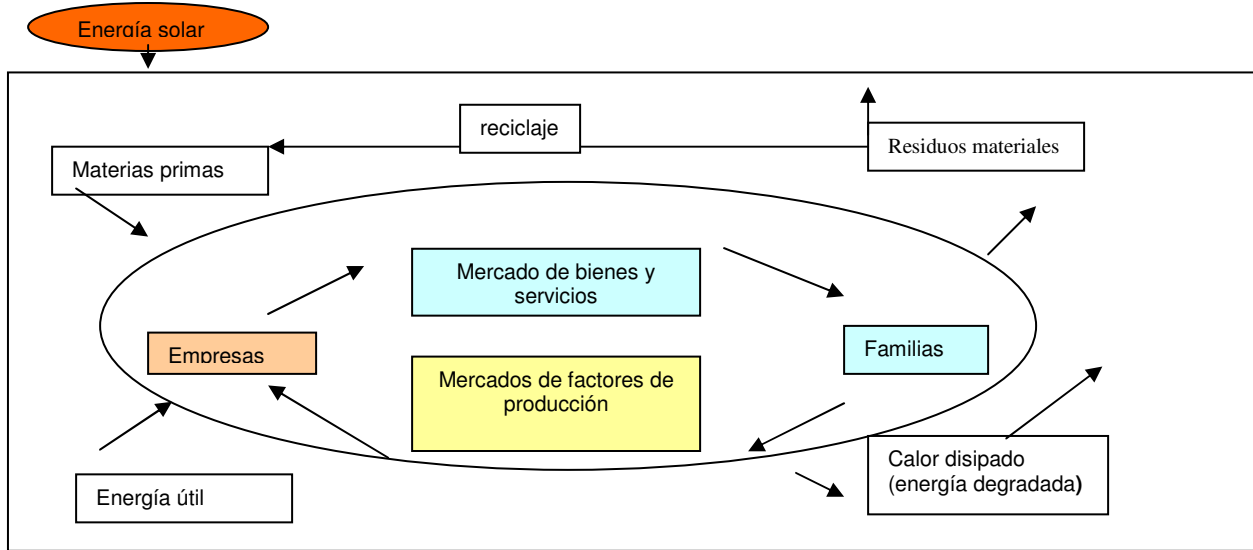 Energía solar
reciclaje
Residuos materiales
Materias primas
Mercado de bienes y
servicios
Empresas
Familias
Mercados de factores de
producción
Energía útil
Calor disipado
(energía degradada)